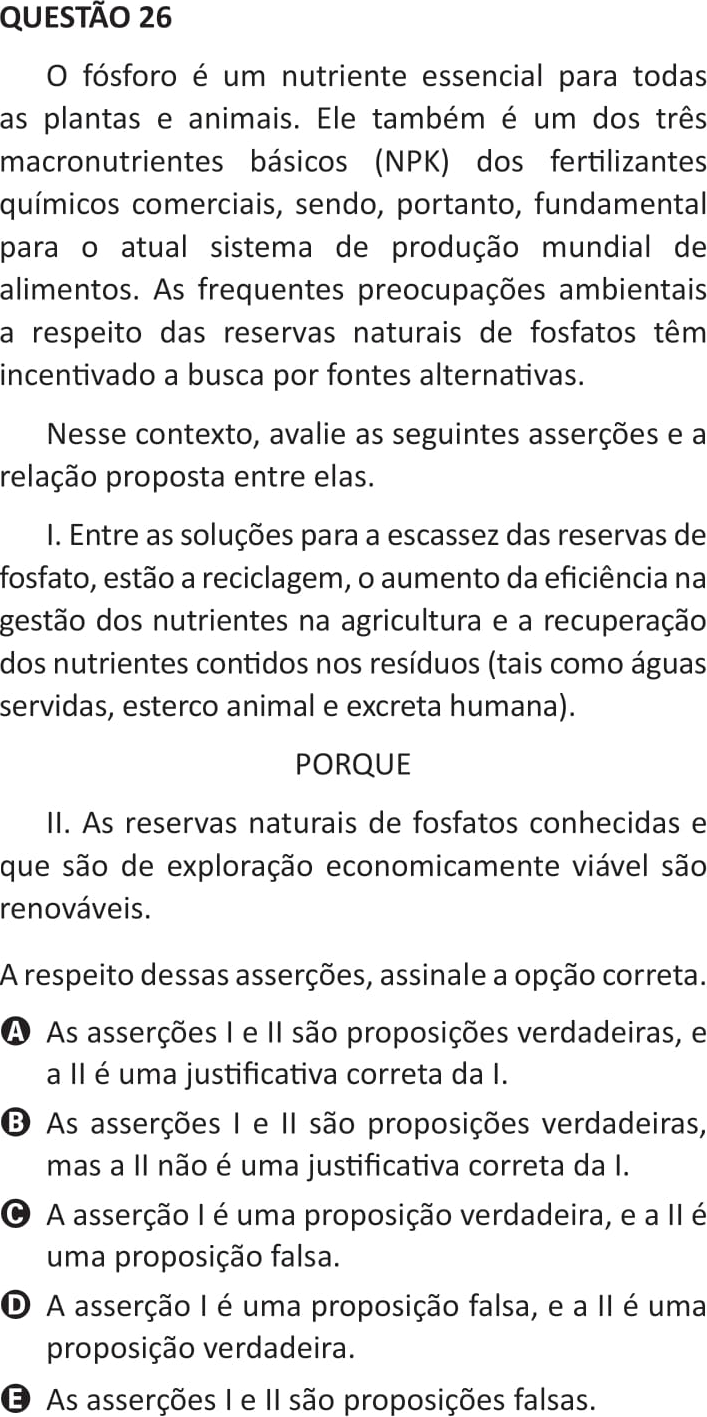 QUESTÃO 26
O fósforo é um nutriente essencial para todas
as plantas e animais. Ele também é um dos três
macronutrientes básicos (NPK) dos fertilizantes
químicos comerciais, sendo, portanto, fundamental
para o atual sistema de produção mundial de
alimentos. As frequentes preocupações ambientais
a respeito das reservas naturais de fosfatos têm
incentivado a busca por fontes alternativas.
Nesse contexto, avalie as seguintes asserções e a
relação proposta entre elas.
I. Entre as soluções para a escassez das reservas de
fosfato, estão a reciclagem, o aumento da eficiência na
gestão dos nutrientes na agricultura e a recuperação
dos nutrientes contidos nos resíduos (tais como águas
servidas, esterco animal e excreta humana).
PORQUE
II. As reservas naturais de fosfatos conhecidas e
que são de exploração economicamente viável são
renováveis.
A respeito dessas asserções, assinale a opção correta.
A As asserções I e II são proposições verdadeiras, e
a II é uma justificativa correta da I.
B As asserções I e II são proposições verdadeiras,
mas a II não é uma justificativa correta da I.
C A asserção I é uma proposição verdadeira, e a II é
uma proposição falsa.
D A asserção I é uma proposição falsa, e a II é uma
proposição verdadeira.
E As asserções I e II são proposições falsas.